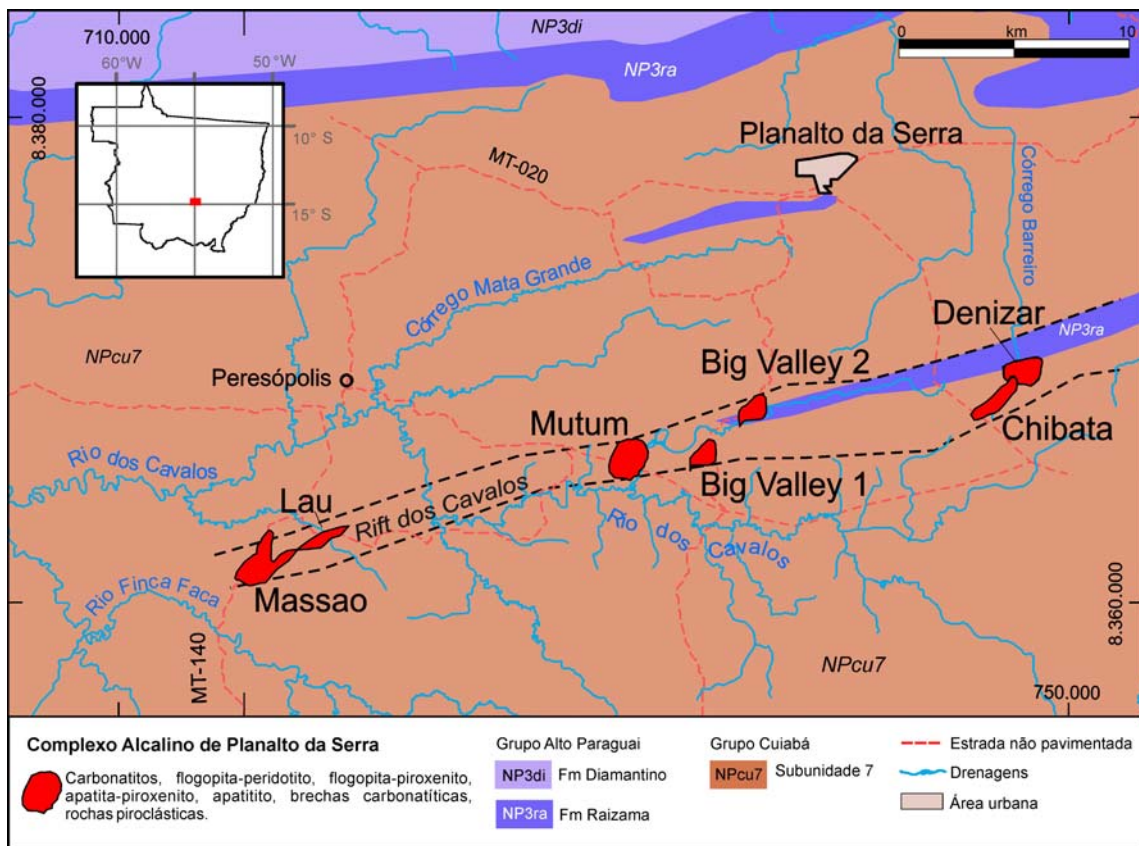 710.000
NP3di
km
0
10
60°W
50°W
NP3ra
8.380.000
10° S
15° S
MT-020
Planalto da Serra
Córrego Barreiro
Córrego Mata Grande
NPcu7
Denizar
NP3ra
Peresópolis
Big Valley 2
Mutum
Chibata
Rio dos Cavalos
Big Valley 1
Lau
Rift dos Cavalos
Rio dos Cavalos
Massao
Rio Finca Faca
8.360.000
MT-140
NPcu7
750.000
Complexo Alcalino de Planalto da Serra
Carbonatitos, flogopita-peridotito, flogopita-piroxenito,
apatita-piroxenito, apatitito, brechas carbonatíticas,
rochas piroclásticas.
Grupo Alto Paraguai
NP3di Fm Diamantino
NP3ra Fm Raizama
Grupo Cuiabá
NPcu7 Subunidade 7
Estrada não pavimentada
Drenagens
Área urbana